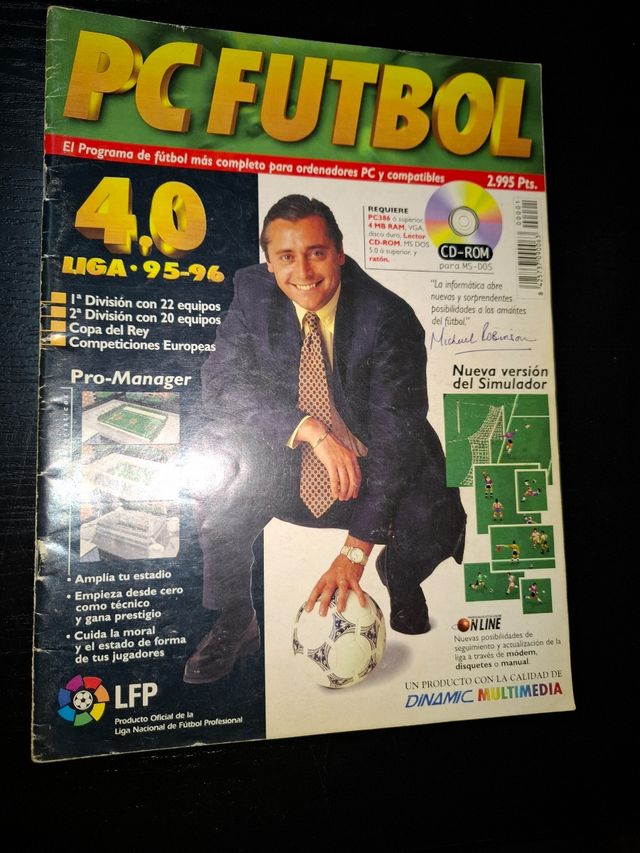 PC FUTBOL
El Programa de fútbol más completo para ordenadores PC y compatibles
2.995 Pts.
4,0
LIGA · 95-96
1ª División con 22 equipos
2ª División con 20 equipos
Copa del Rey
Competiciones Europeas
REQUIERE
PC386 ó superior,
4 MB RAM, VGA,
disco duro, Lector
CD-ROM, MS DOS
5.0 ó superior, y
ratón.
CD-ROM
para MS-DOS
00001
"La informática abre
nuevas y sorprendentes
posibilidades a los amantes
del fútbol."
Michael Robinson
Pro-Manager
Nueva versión
del Simulador
• Amplía tu estadio
• Empieza desde cero
como técnico
y gana prestigio
• Cuida la moral
y el estado de forma
de tus jugadores
ON LINE
Nuevas posibilidades de
seguimiento y actualización de la
liga a través de módem,
disquetes o manual.
LFP
Producto Oficial de la
Liga Nacional de Fútbol Profesional
UN PRODUCTO CON LA CALIDAD DE
DINAMIC MULTIMEDIA